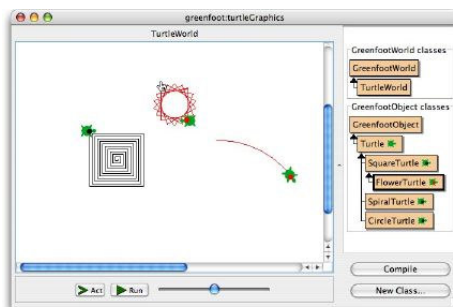 greenfoot:turtleGraphics
TurtleWorld
GreenfootWorld classes
GreenfootWorld
TurtleWorld
GreenfootObject classes
GreenfootObject
Turtle
SquareTurtle
FlowerTurtle
SpiralTurtle
CircleTurtle
Act
Run
Compile
New Class...